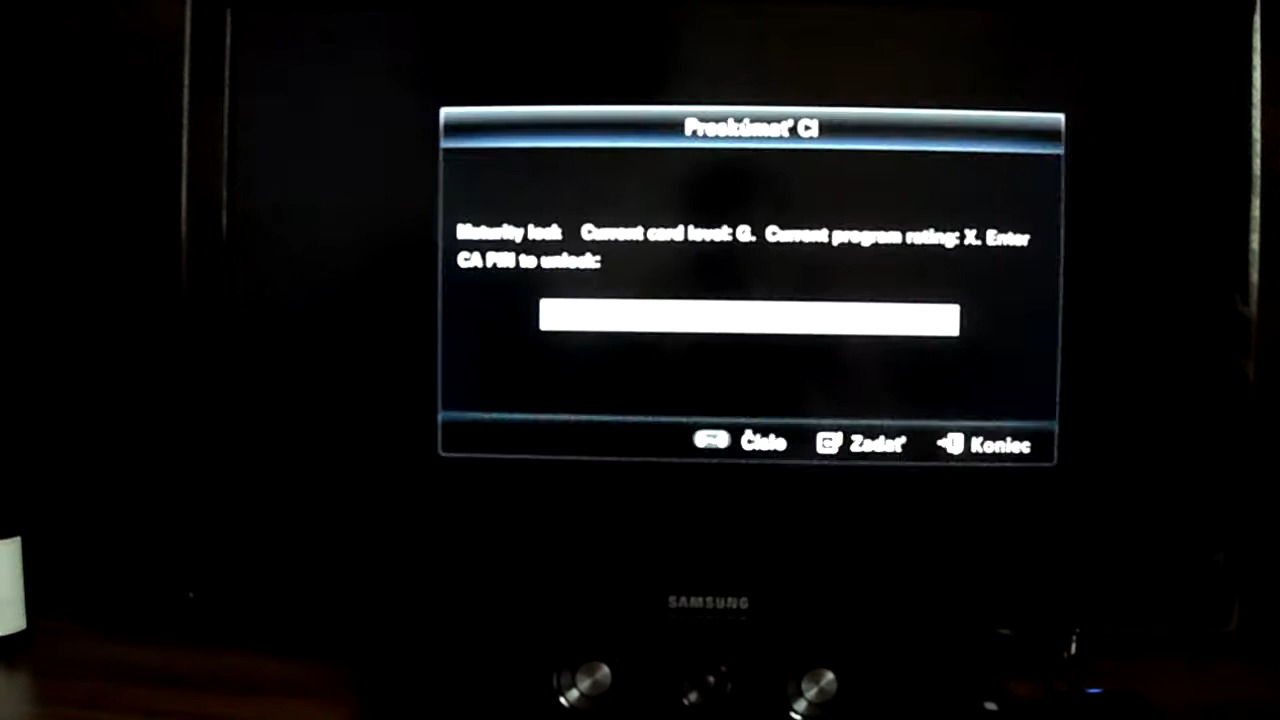 Preskúmať CI
Maturity lock Current card level: G. Current program rating: X. Enter
CA PIN to unlock:
Číslo Zadať Koniec
SAMSUNG